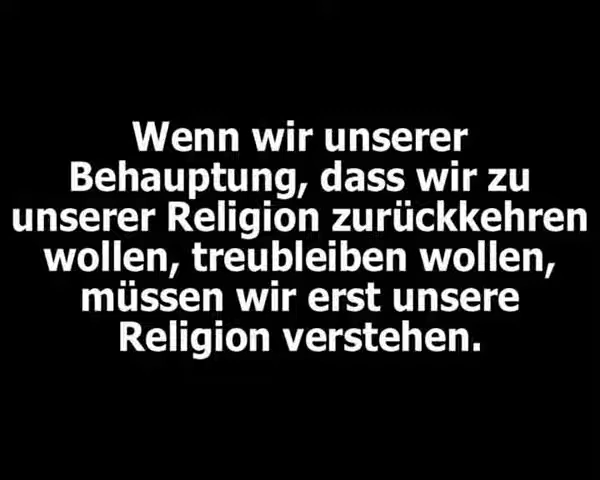 Wenn wir unserer
Behauptung, dass wir zu
unserer Religion zurückkehren
wollen, treubleiben wollen,
müssen wir erst unsere
Religion verstehen.